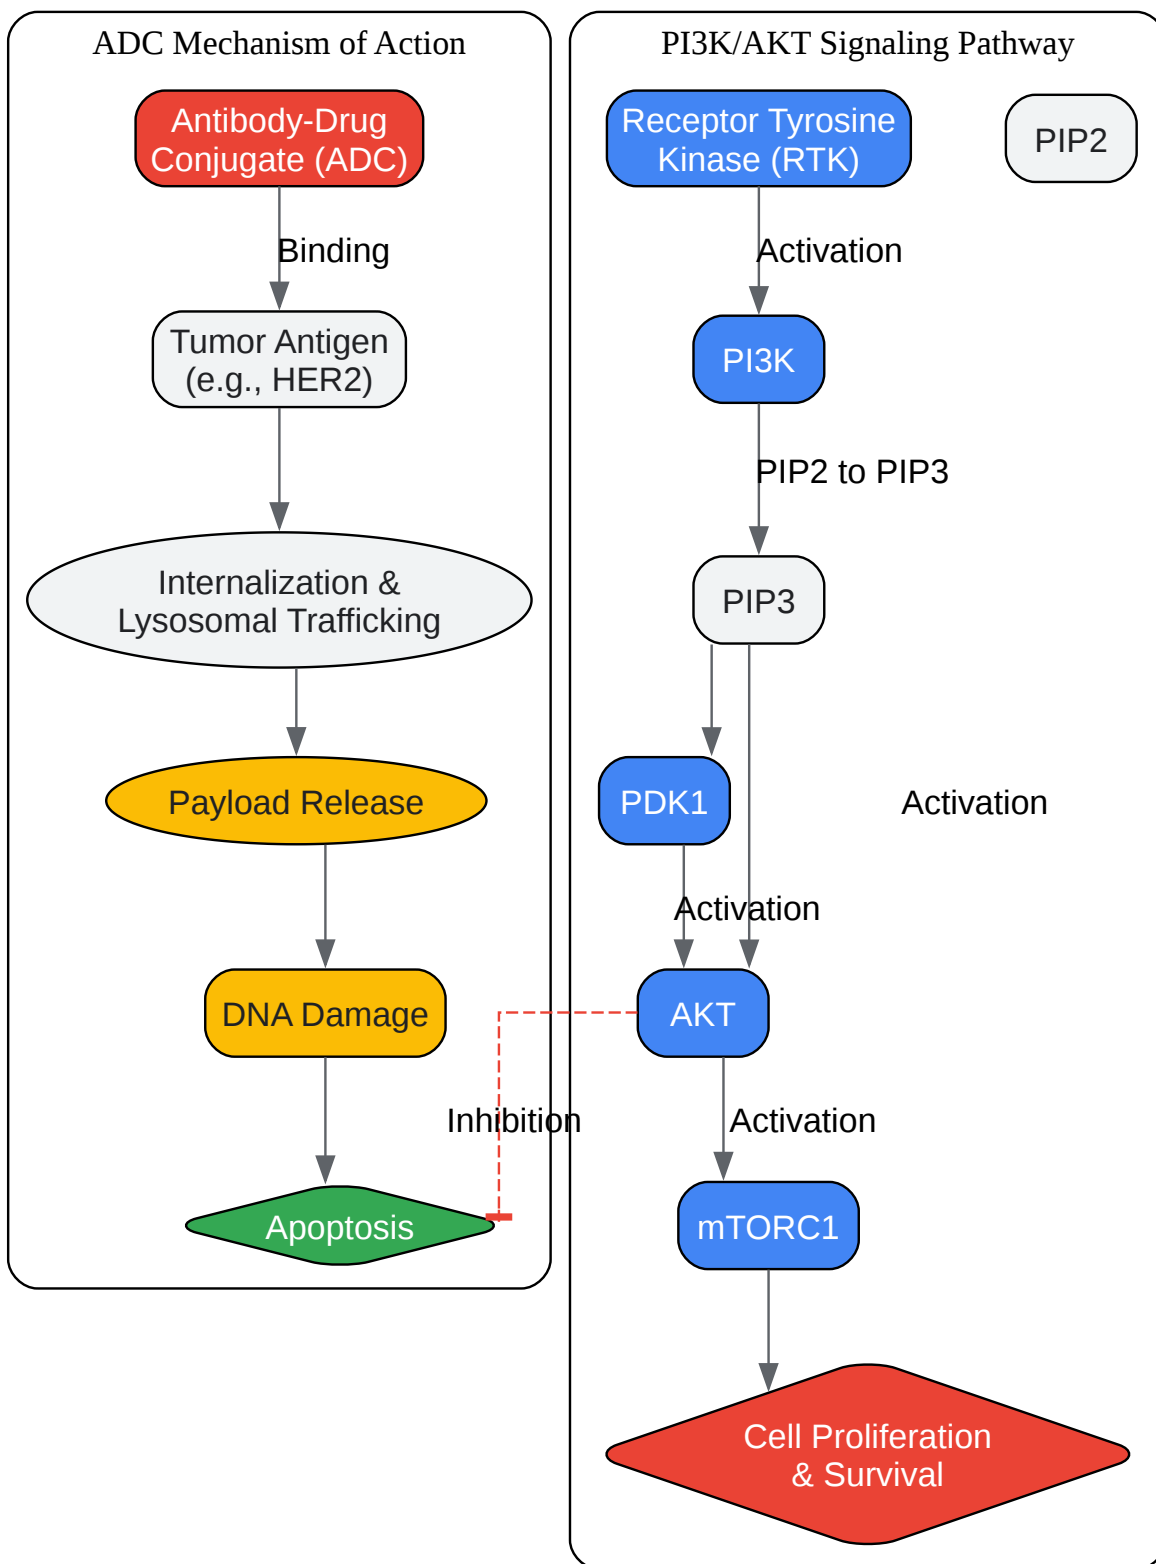 ADC Mechanism of Action
Antibody-Drug
Conjugate (ADC)
Binding
Tumor Antigen
(e.g., HER2)
Internalization &
Lysosomal Trafficking
Payload Release
DNA Damage
Inhibition
Apoptosis
PI3K/AKT Signaling Pathway
Receptor Tyrosine
Kinase (RTK)
PIP2
Activation
PI3K
PIP2 to PIP3
PIP3
PDK1
Activation
Activation
AKT
Activation
mTORC1
Cell Proliferation
& Survival